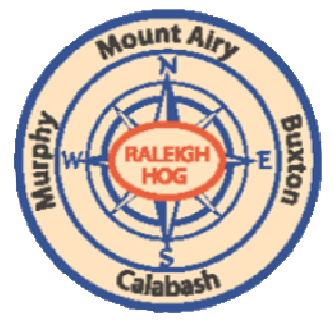 Mount Airy
N
Murphy
W
RALEIGH
HOG
E
Buxton
S
Calabash